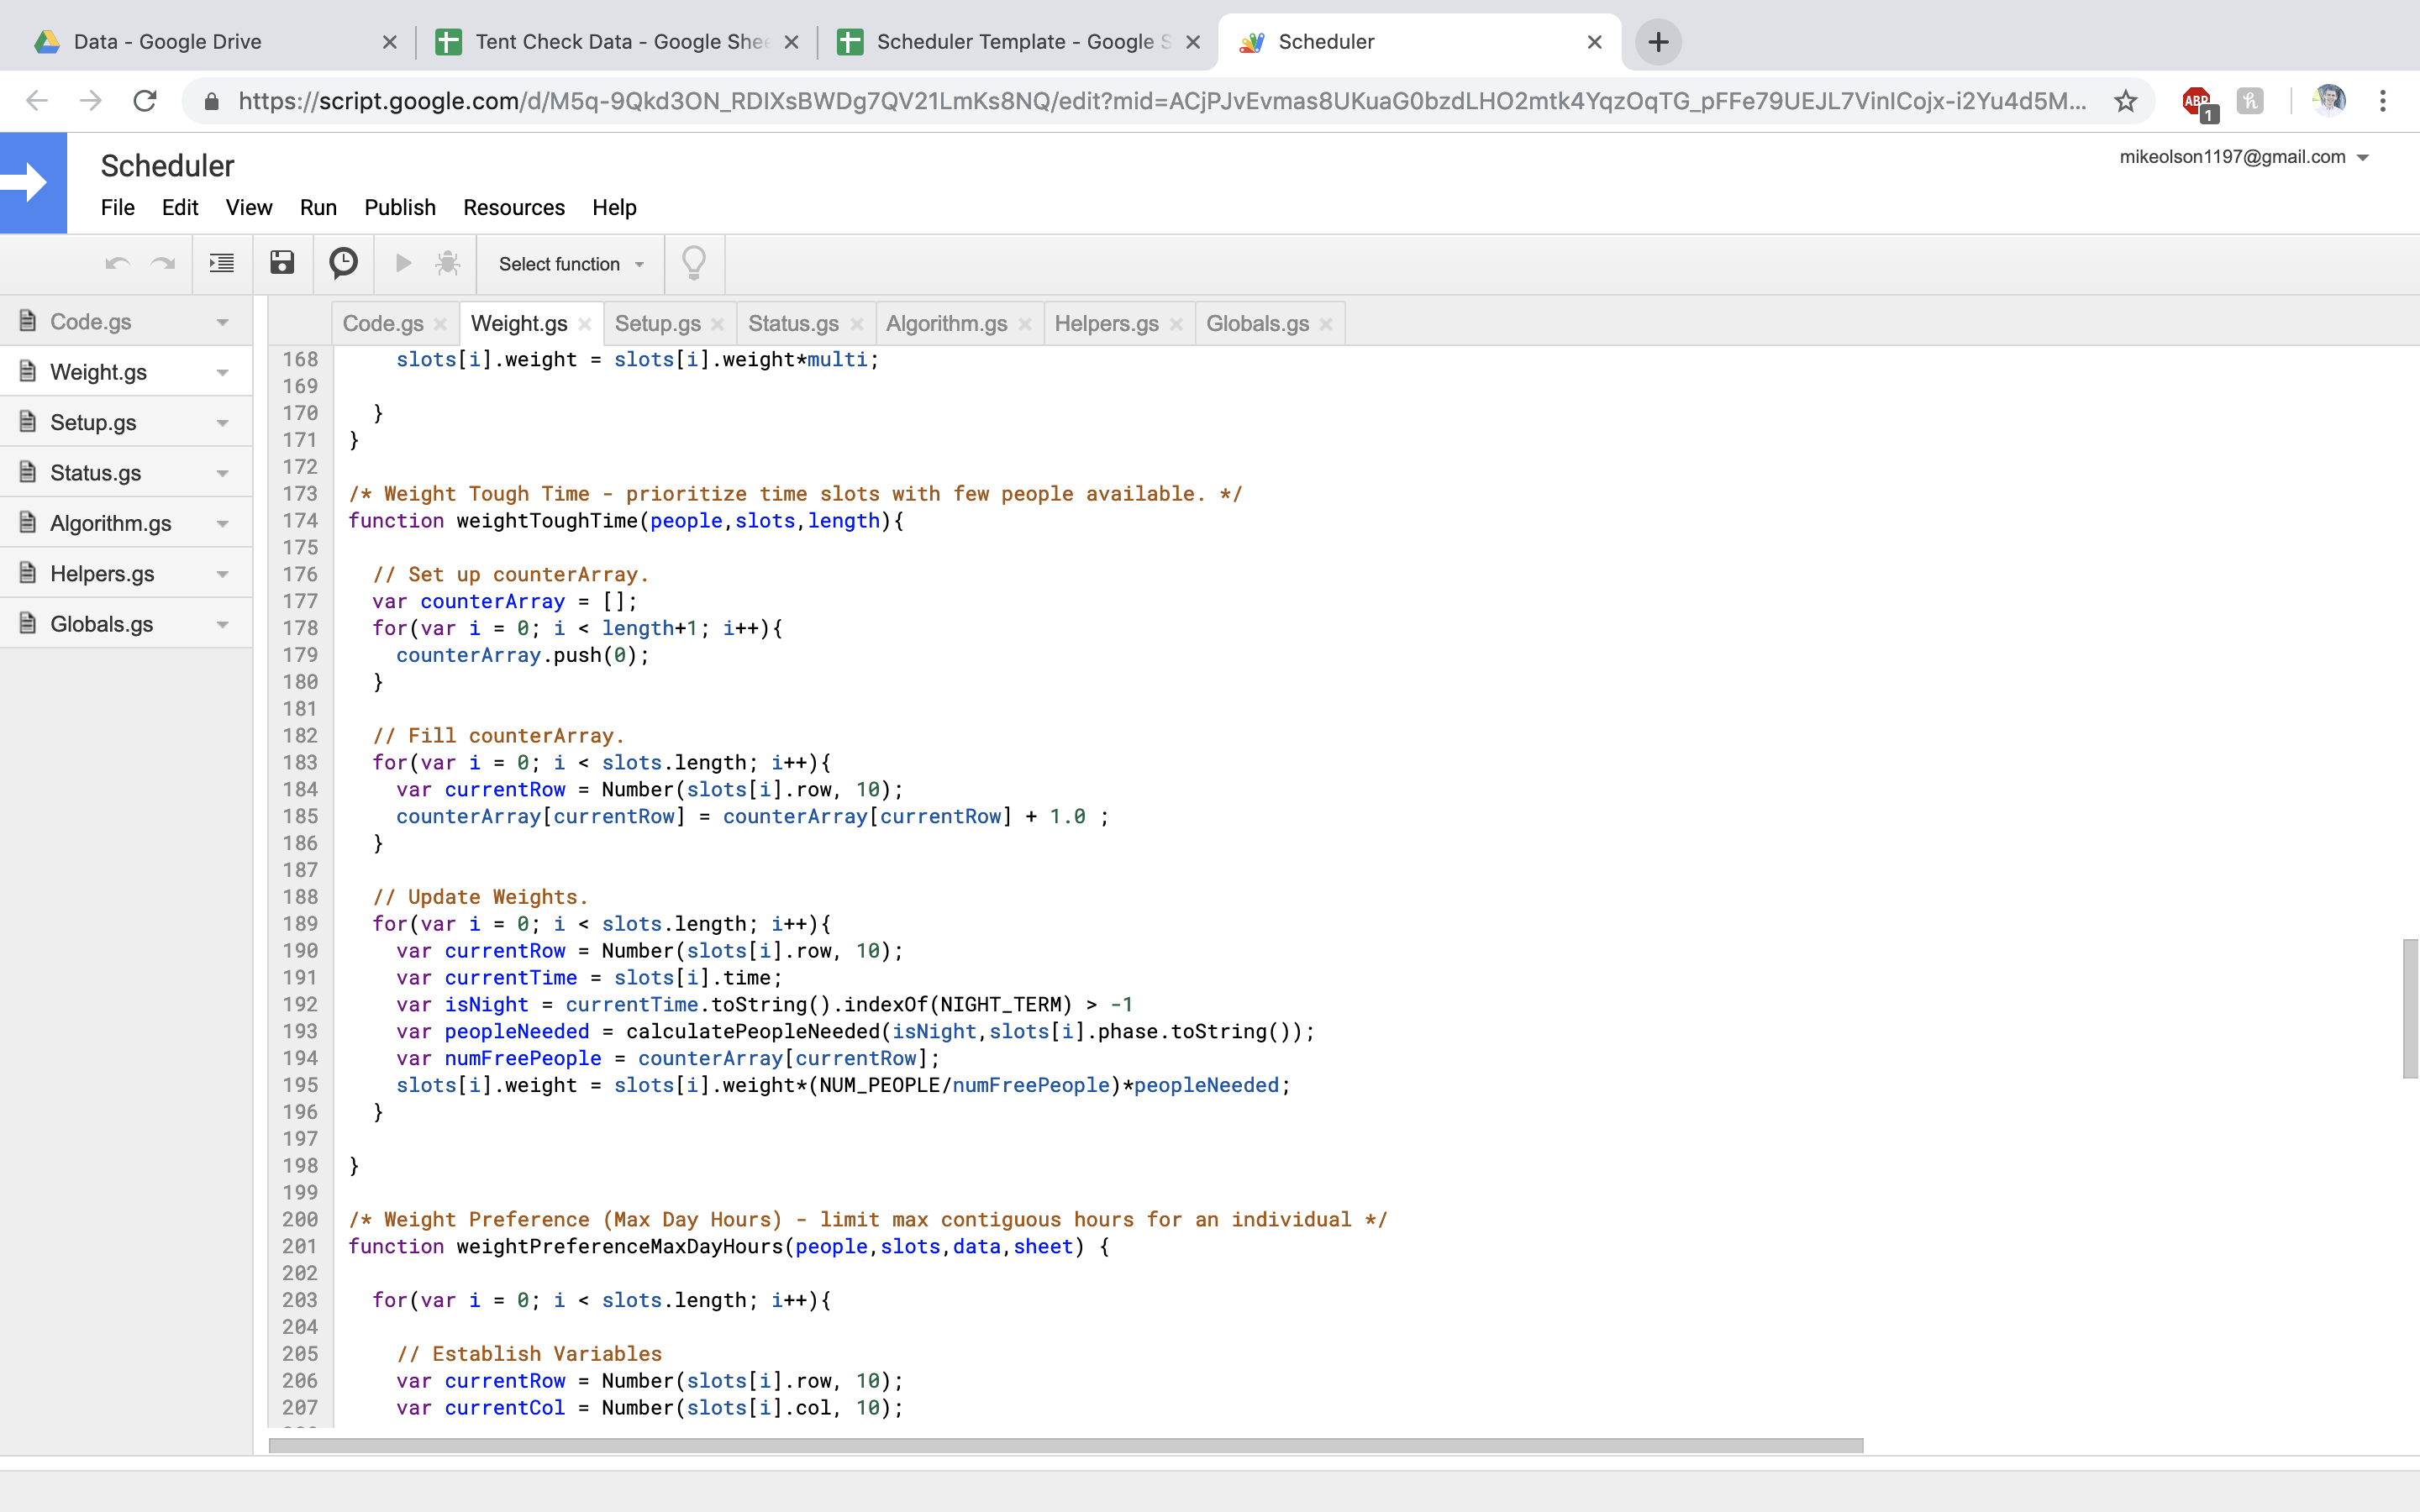 Data - Google Drive
Tent Check Data - Google She
Scheduler Template - Google S
Scheduler
https://script.google.com/d/M5q-9Qkd3ON_RDIXsBWDg7QV21LmKs8NQ/edit?mid=ACjPJvEvmas8UKuaG0bzdLHO2mtk4YqzOqTG_pFFe79UEJL7VinICojx-i2Yu4d5M...
ABP
1
h
Scheduler
mikeolson1197@gmail.com
File Edit View Run Publish Resources Help
Select function
Code.gs
Weight.gs
Setup.gs
Status.gs
Algorithm.gs
Helpers.gs
Globals.gs
Code.gs Weight.gs Setup.gs Status.gs Algorithm.gs Helpers.gs Globals.gs
168 slots[i].weight = slots[i].weight*multi;
169
170 }
171 }
172
173 /* Weight Tough Time - prioritize time slots with few people available. */
174 function weightToughTime(people,slots,length){
175
176 // Set up counterArray.
177 var counterArray = [];
178 for(var i = 0; i < length+1; i++){
179 counterArray.push(0);
180 }
181
182 // Fill counterArray.
183 for(var i = 0; i < slots.length; i++){
184 var currentRow = Number(slots[i].row, 10);
185 counterArray[currentRow] = counterArray[currentRow] + 1.0 ;
186 }
187
188 // Update Weights.
189 for(var i = 0; i < slots.length; i++){
190 var currentRow = Number(slots[i].row, 10);
191 var currentTime = slots[i].time;
192 var isNight = currentTime.toString().indexOf(NIGHT_TERM) > -1
193 var peopleNeeded = calculatePeopleNeeded(isNight,slots[i].phase.toString());
194 var numFreePeople = counterArray[currentRow];
195 slots[i].weight = slots[i].weight*(NUM_PEOPLE/numFreePeople)*peopleNeeded;
196 }
197
198 }
199
200 /* Weight Preference (Max Day Hours) - limit max contiguous hours for an individual */
201 function weightPreferenceMaxDayHours(people,slots,data,sheet) {
202
203 for(var i = 0; i < slots.length; i++){
204
205 // Establish Variables
206 var currentRow = Number(slots[i].row, 10);
207 var currentCol = Number(slots[i].col, 10);